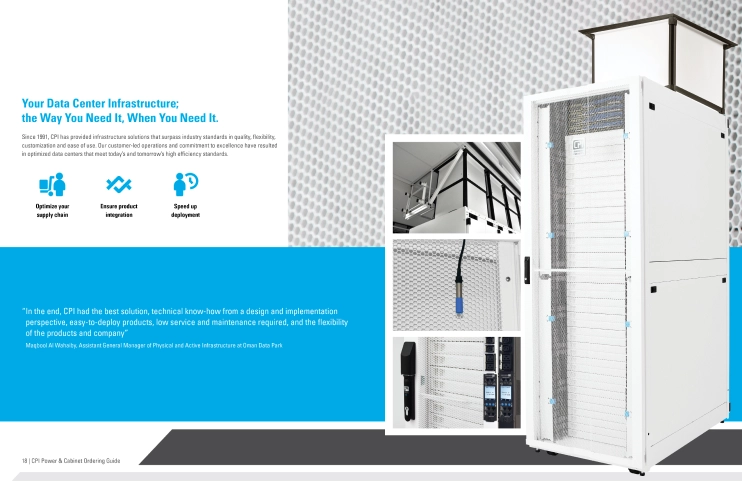 Your Data Center Infrastructure;
the Way You Need It, When You Need It.
Since 1991, CPI has provided infrastructure solutions that surpass industry standards in quality, flexibility,
customization and ease of use. Our customer-led operations and commitment to excellence have resulted
in optimized data centers that meet today's and tomorrow's high efficiency standards.
Optimize your
supply chain
Ensure product
integration
Speed up
deployment
"In the end, CPI had the best solution, technical know-how from a design and implementation
perspective, easy-to-deploy products, low service and maintenance required, and the flexibility
of the products and company"
Maqbool Al Wahaiby, Assistant General Manager of Physical and Active Infrastructure at Oman Data Park
18 | CPI Power & Cabinet Ordering Guide